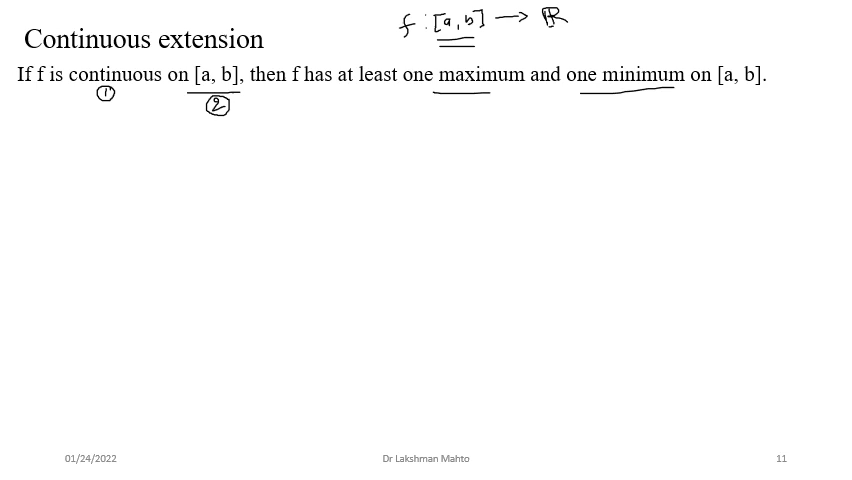 f : [a, b] → ℝ
Continuous extension
If f is continuous on [a, b], then f has at least one maximum and one minimum on [a, b].
① ②
01/24/2022 Dr Lakshman Mahto 11